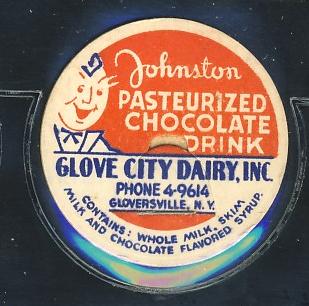 Johnston
PASTEURIZED
CHOCOLATE
DRINK
GLOVE CITY DAIRY, INC.
PHONE 4-9614
GLOVERSVILLE, N.Y.
CONTAINS: WHOLE MILK, SKIM
MILK AND CHOCOLATE FLAVORED SYRUP.